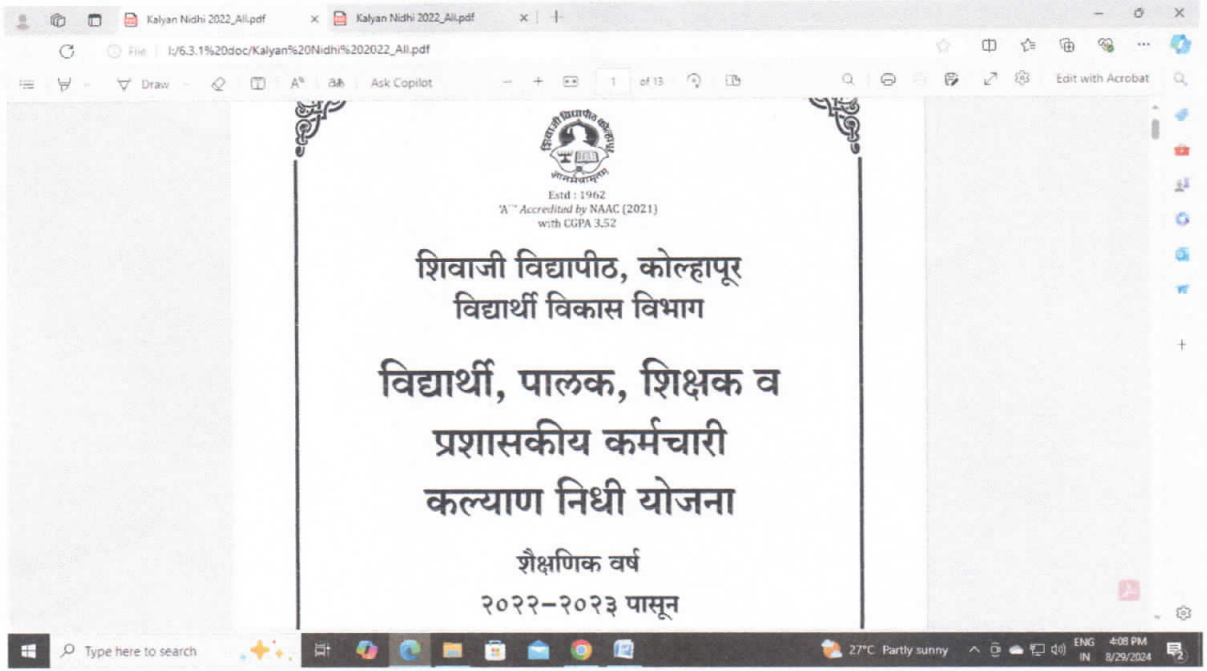 Kalyan Nidhi 2022_All.pdf
Kalyan Nidhi 2022_All.pdf
File
I:/6.3.1%20doc/Kalyan%20Nidhi%202022_All.pdf
Draw
Ask Copilot
1 of 13
Edit with Acrobat
शिवाजी विद्यापीठ कोल्हापूर
ज्ञानमेवामृतम्
Estd : 1962
Accredited by NAAC (2021)
with CGPA 3.52
शिवाजी विद्यापीठ, कोल्हापूर
विद्यार्थी विकास विभाग
विद्यार्थी, पालक, शिक्षक व
प्रशासकीय कर्मचारी
कल्याण निधी योजना
शैक्षणिक वर्ष
२०२२-२०२३ पासून
Type here to search
27°C Partly sunny
ENG
IN
4:08 PM
8/29/2024
2